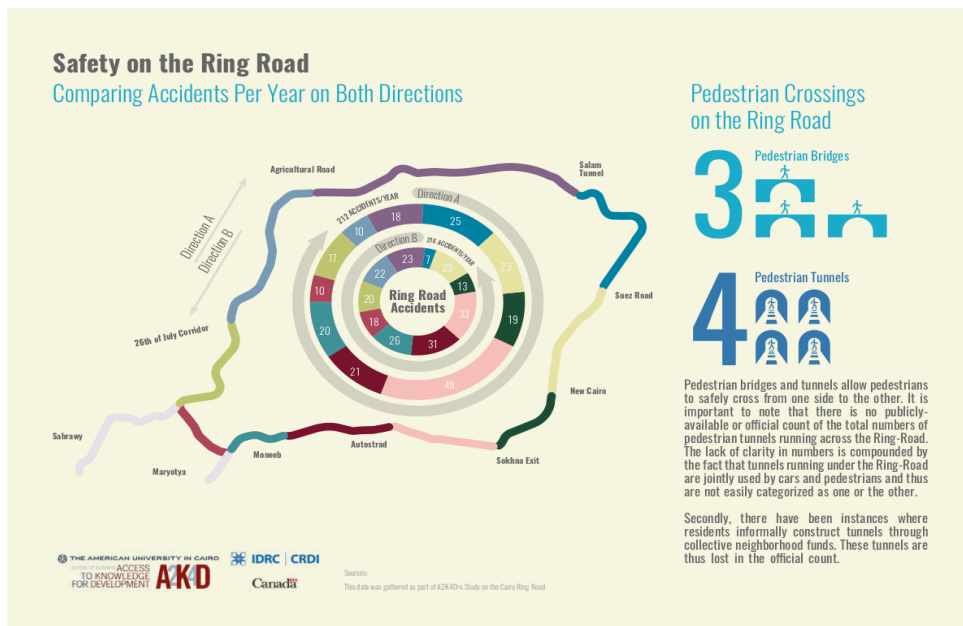 Safety on the Ring Road
Comparing Accidents Per Year on Both Directions
Pedestrian Crossings
on the Ring Road
3
Pedestrian Bridges
4
Pedestrian Tunnels
Agricultural Road
Salam
Tunnel
Direction A
Direction B
212 ACCIDENTS/YEAR
Direction A
18
25
10
17
23
10
19
20
21
49
Direction B
216 ACCIDENTS/YEAR
23
7
23
22
13
20
33
18
26
31
Ring Road
Accidents
Suez Road
26th of July Corridor
New Cairo
Sahrawy
Maryotya
Moneeb
Autostrad
Sokhna Exit
Pedestrian bridges and tunnels allow pedestrians
to safely cross from one side to the other. It is
important to note that there is no publicly-
available or official count of the total numbers of
pedestrian tunnels running across the Ring-Road.
The lack of clarity in numbers is compounded by
the fact that tunnels running under the Ring-Road
are jointly used by cars and pedestrians and thus
are not easily categorized as one or the other.
Secondly, there have been instances where
residents informally construct tunnels through
collective neighborhood funds. These tunnels are
thus lost in the official count.
THE AMERICAN UNIVERSITY IN CAIRO
SCHOOL OF BUSINESS ACCESS
TO KNOWLEDGE
FOR DEVELOPMENT
A2K4D
IDRC | CRDI
Canada
Sources:
This data was gathered as part of A2K4D's Study on the Cairo Ring Road